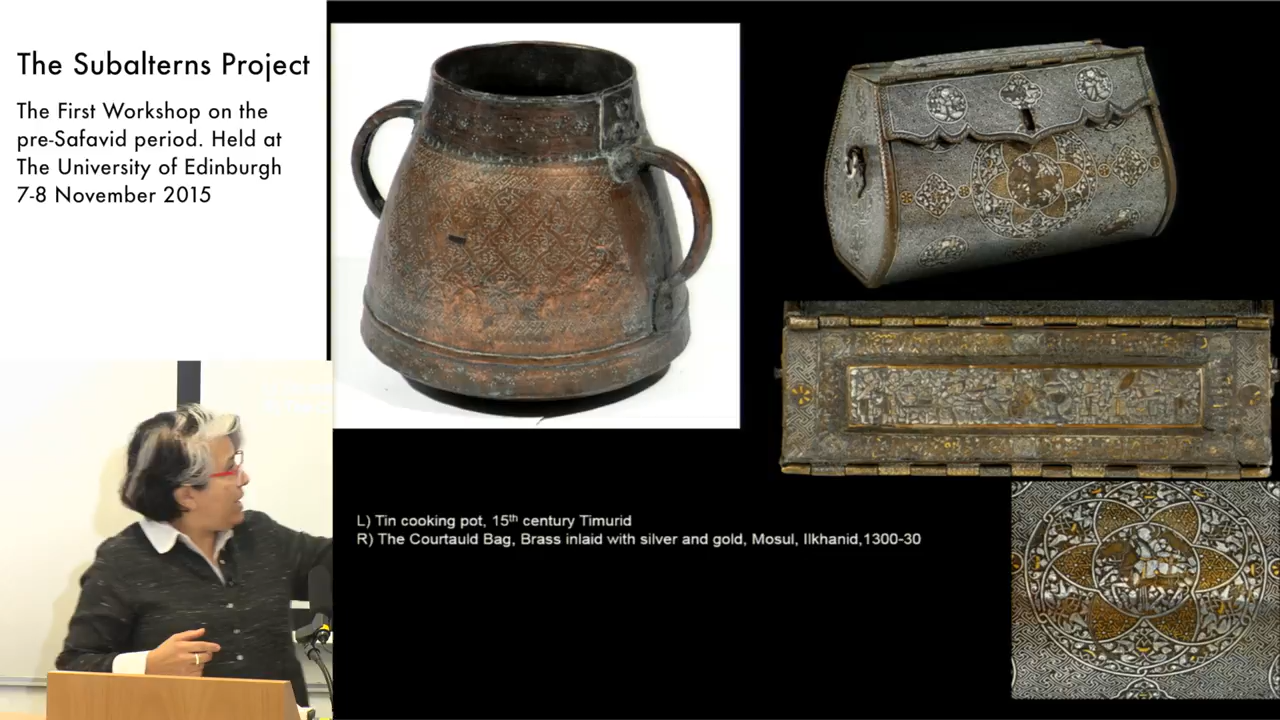 The Subalterns Project
The First Workshop on the
pre-Safavid period. Held at
The University of Edinburgh
7-8 November 2015
L) Tin cooking pot, 15th century Timurid
R) The Courtauld Bag, Brass inlaid with silver and gold, Mosul, Ilkhanid,1300-30